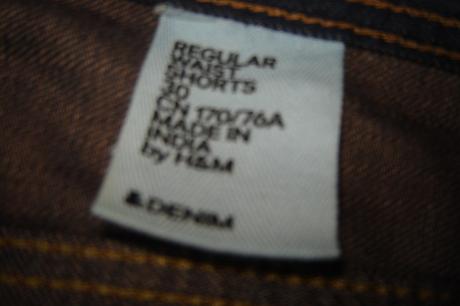 REGULAR
WAIST
SHORTS
30
CN 170/76A
MADE IN
INDIA
by H&M
& DENIM